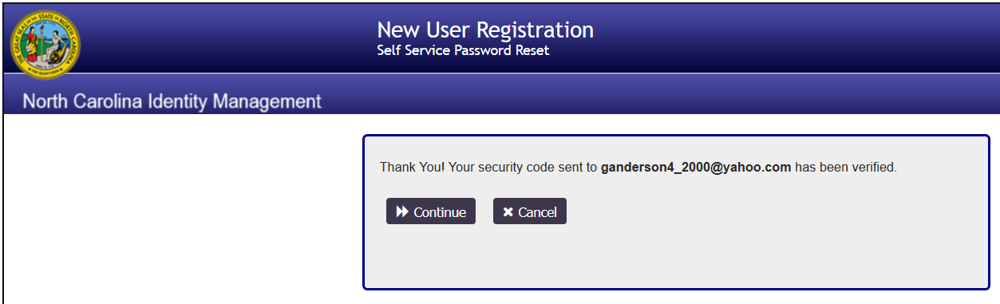 New User Registration
Self Service Password Reset
North Carolina Identity Management
Thank You! Your security code sent to ganderson4_2000@yahoo.com has been verified.
Continue
Cancel